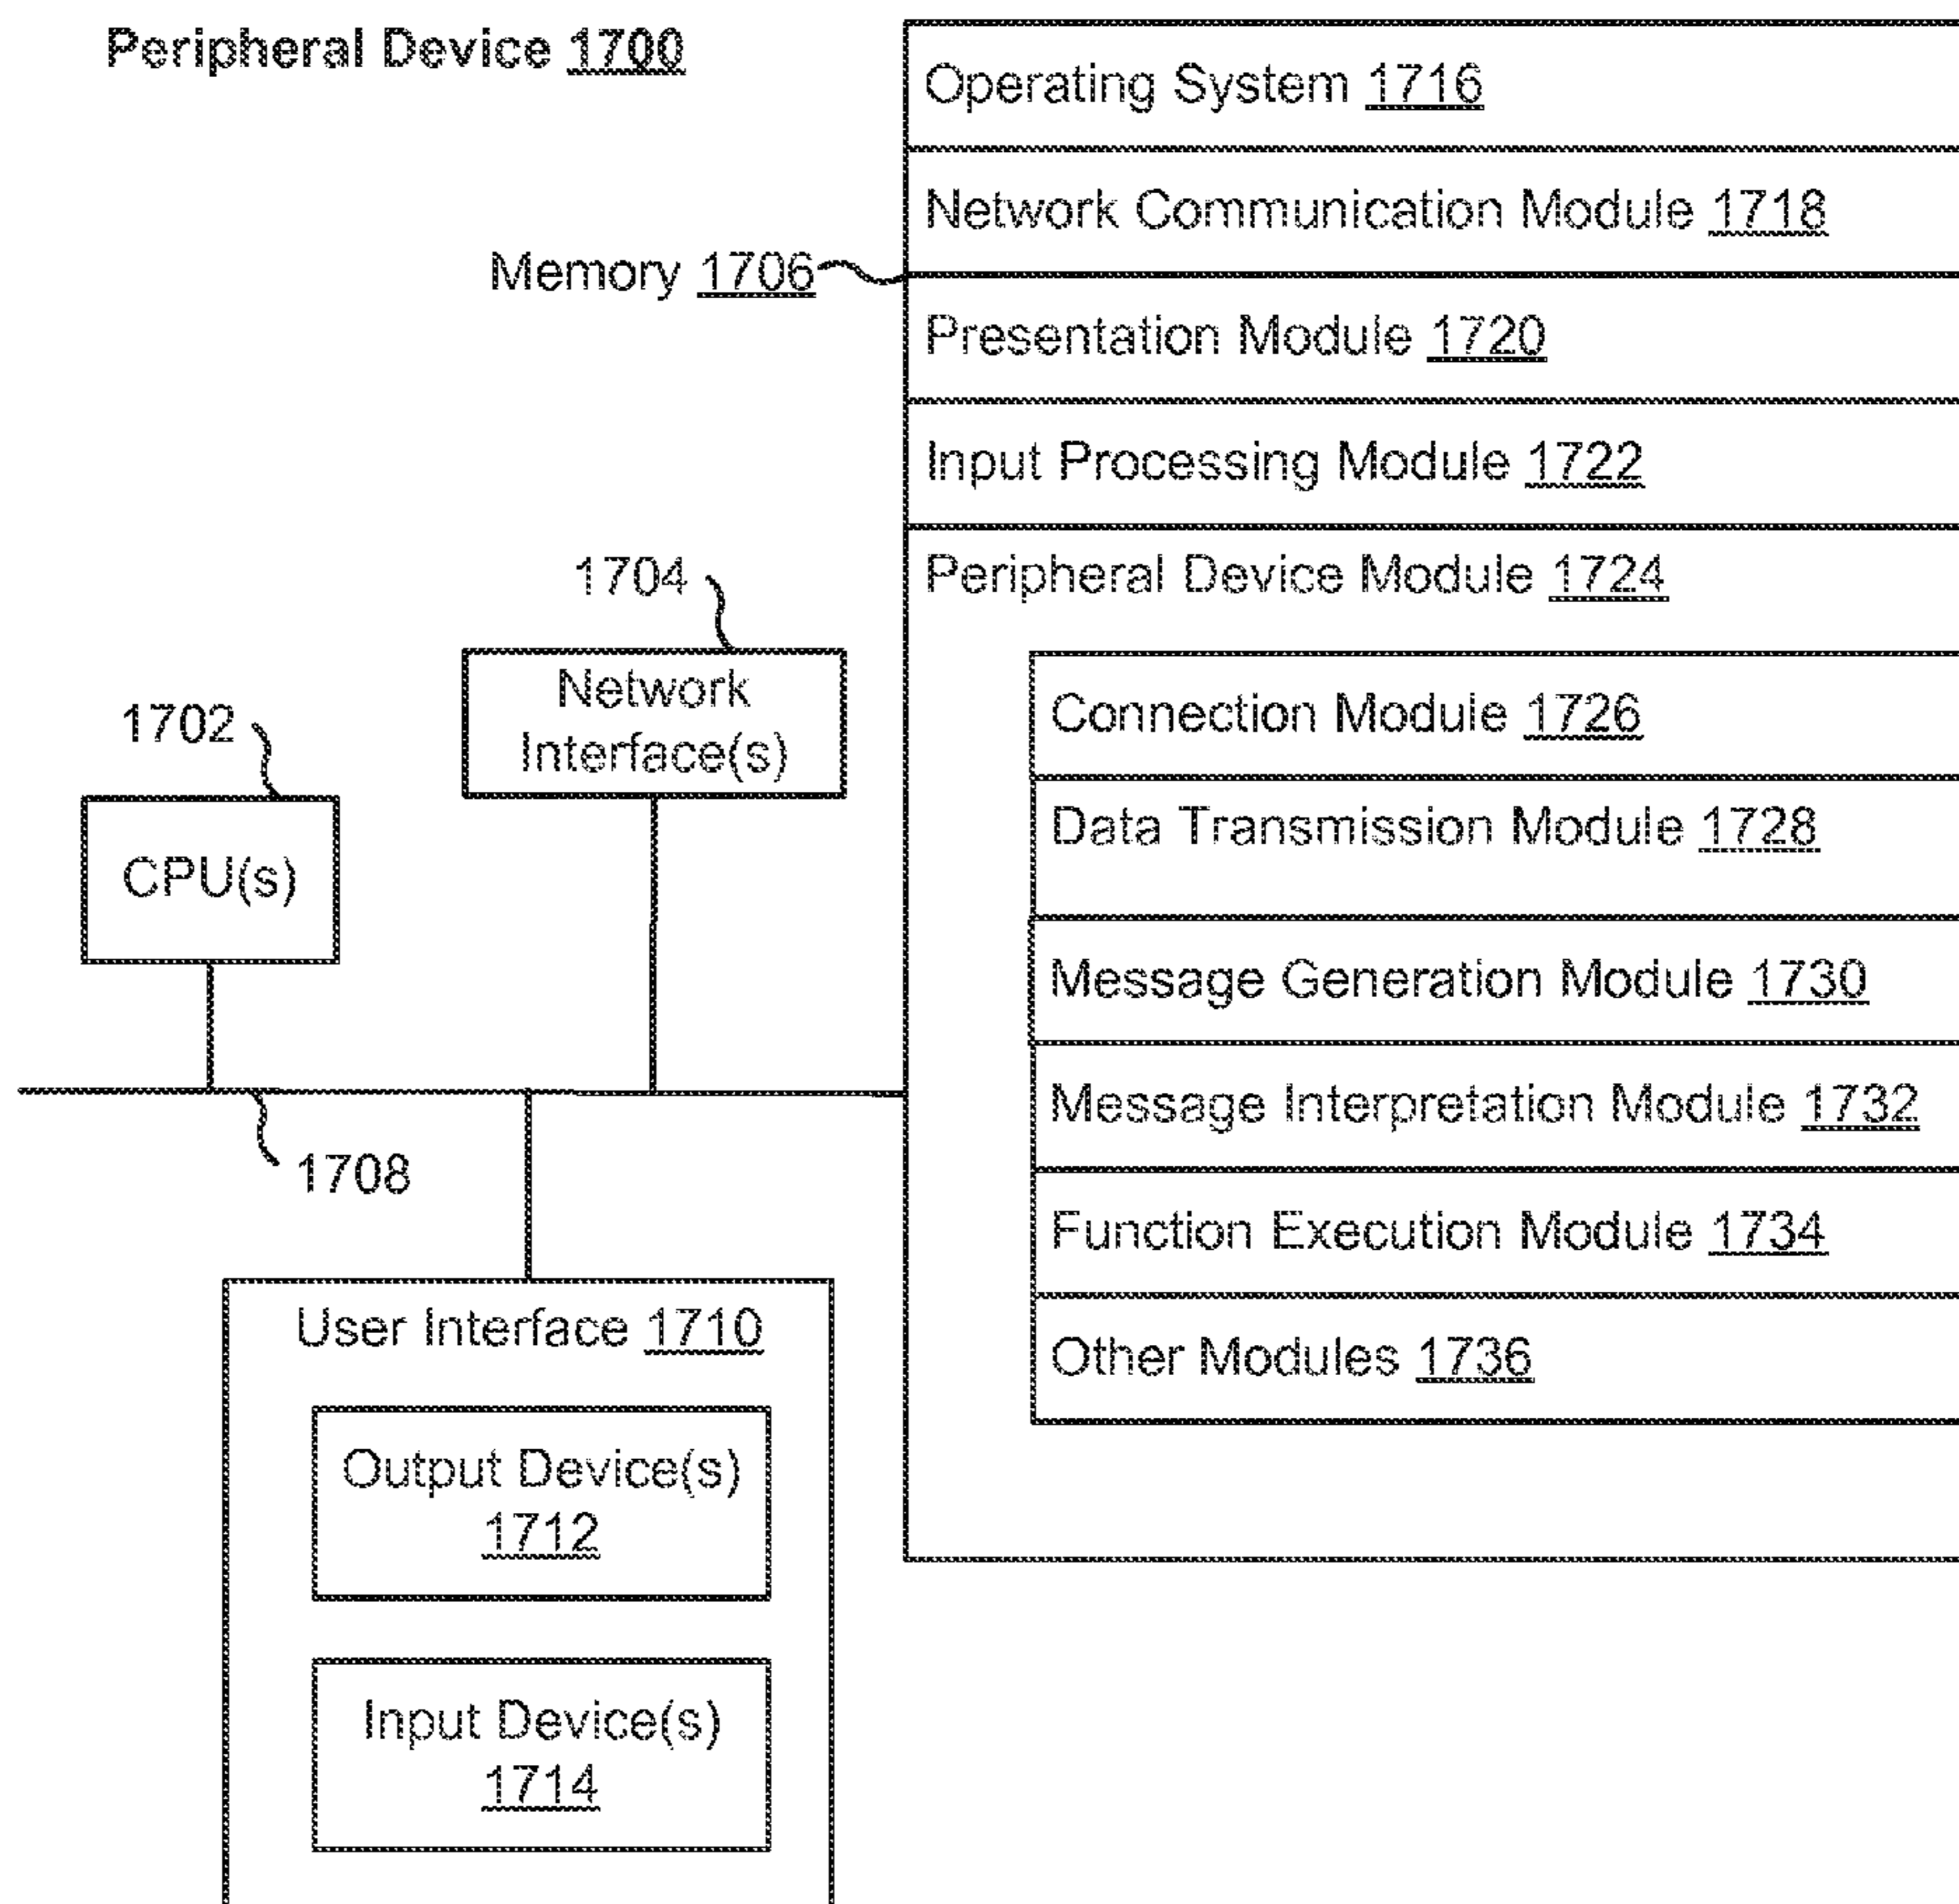 Peripheral Device 1700
Operating System 1716
Network Communication Module 1718
Memory 1706
Presentation Module 1720
Input Processing Module 1722
Peripheral Device Module 1724
1704
Network
Interface(s)
Connection Module 1726
1702
CPU(s)
Data Transmission Module 1728
Message Generation Module 1730
Message Interpretation Module 1732
1708
Function Execution Module 1734
Other Modules 1736
User Interface 1710
Output Device(s)
1712
Input Device(s)
1714